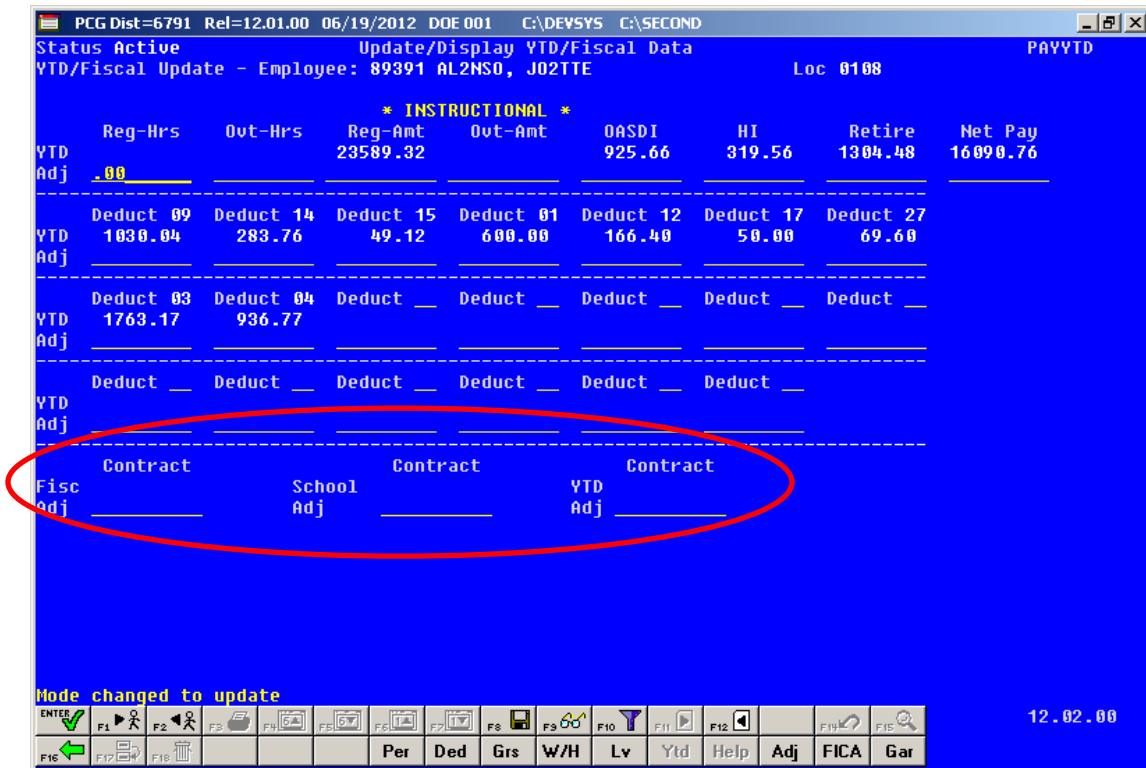 PCG Dist=6791 Rel=12.01.00 06/19/2012 DOE 001 C:\DEVSYS C:\SECOND
Status Active Update/Display YTD/Fiscal Data PAYYTD
YTD/Fiscal Update - Employee: 89391 AL2NSO, JO2TTE Loc 0108
* INSTRUCTIONAL *
Reg-Hrs Ovt-Hrs Reg-Amt Ovt-Amt OASDI HI Retire Net Pay
YTD 23589.32 925.66 319.56 1304.48 16090.76
Adj .00
Deduct 09 Deduct 14 Deduct 15 Deduct 01 Deduct 12 Deduct 17 Deduct 27
YTD 1030.04 283.76 49.12 600.00 166.40 50.00 69.60
Adj
Deduct 03 Deduct 04 Deduct __ Deduct __ Deduct __ Deduct __ Deduct __
YTD 1763.17 936.77
Adj
Deduct __ Deduct __ Deduct __ Deduct __ Deduct __ Deduct __
YTD
Adj
Contract Contract Contract
Fisc School YTD
Adj Adj Adj
Mode changed to update
ENTER F1 F2 F3 F4 F5 F6 F7 F8 F9 F10 F11 F12 F14 F15 12.02.00
F16 F17 F18 Per Ded Grs W/H Lv Ytd Help Adj FICA Gar